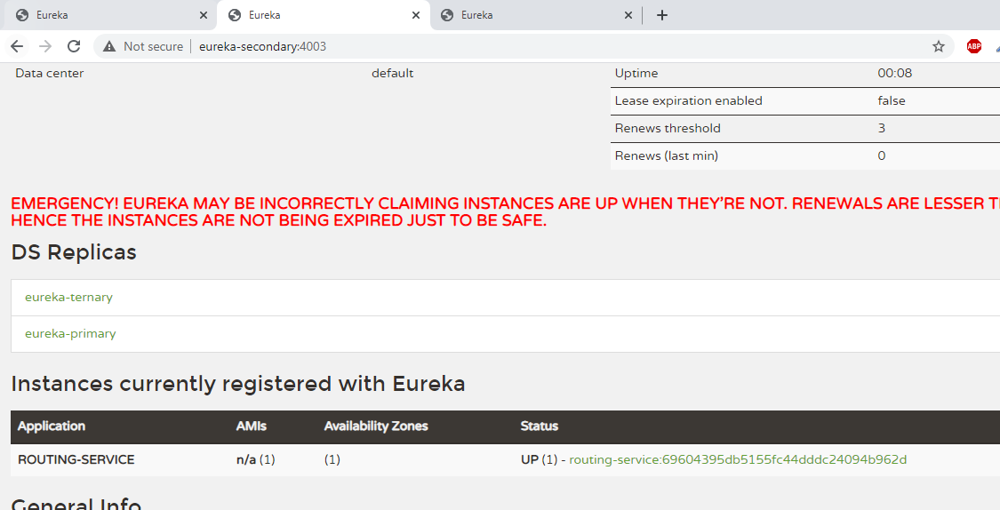 Eureka
Eureka
Eureka
Not secure
eureka-secondary:4003
ABP
Data center default
Uptime 00:08
Lease expiration enabled false
Renews threshold 3
Renews (last min) 0
EMERGENCY! EUREKA MAY BE INCORRECTLY CLAIMING INSTANCES ARE UP WHEN THEY'RE NOT. RENEWALS ARE LESSER
HENCE THE INSTANCES ARE NOT BEING EXPIRED JUST TO BE SAFE.
DS Replicas
eureka-ternary
eureka-primary
Instances currently registered with Eureka
Application AMIs Availability Zones Status
ROUTING-SERVICE n/a (1) (1) UP (1) - routing-service:69604395db5155fc44dddc24094b962d
General Info